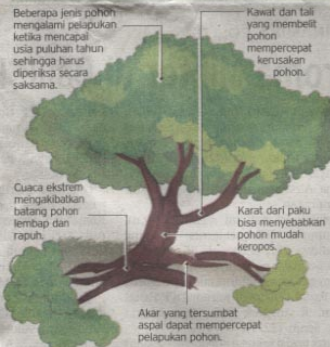 Beberapa jenis pohon
mengalami pelapukan
ketika mencapai
usia puluhan tahun
sehingga harus
diperiksa secara
saksama.
Kawat dan tali
yang membelit
pohon
mempercepat
kerusakan
pohon.
Cuaca ekstrem
mengakibatkan
batang pohon
lembap dan
rapuh.
Karat dari paku
bisa menyebabkan
pohon mudah
keropos.
Akar yang tersumbat
aspal dapat mempercepat
pelapukan pohon.